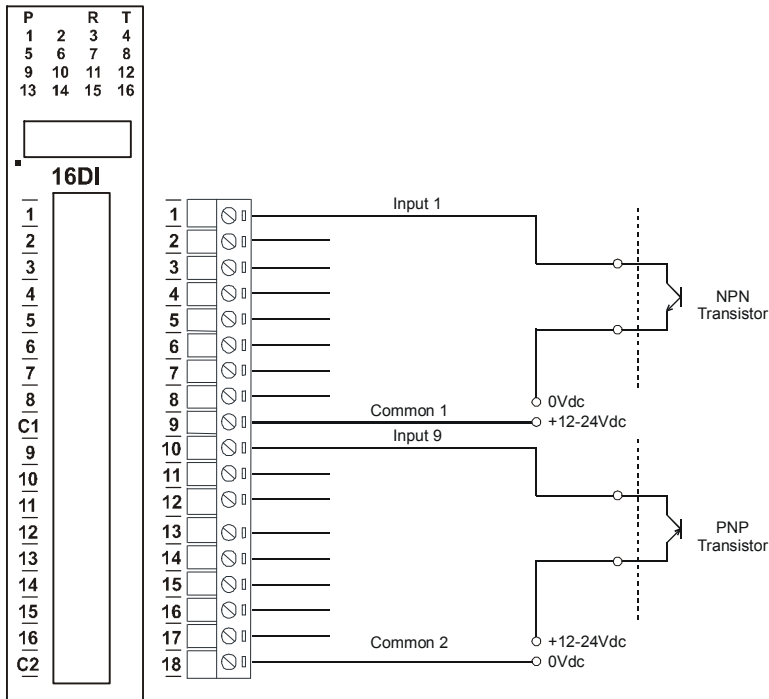 P R T
1 2 3 4
5 6 7 8
9 10 11 12
13 14 15 16
16DI
1
2
3
4
5
6
7
8
C1
9
10
11
12
13
14
15
16
C2
1
2
3
4
5
6
7
8
9
10
11
12
13
14
15
16
17
18
Input 1
NPN
Transistor
0Vdc
Common 1
+12-24Vdc
Input 9
PNP
Transistor
+12-24Vdc
Common 2
0Vdc